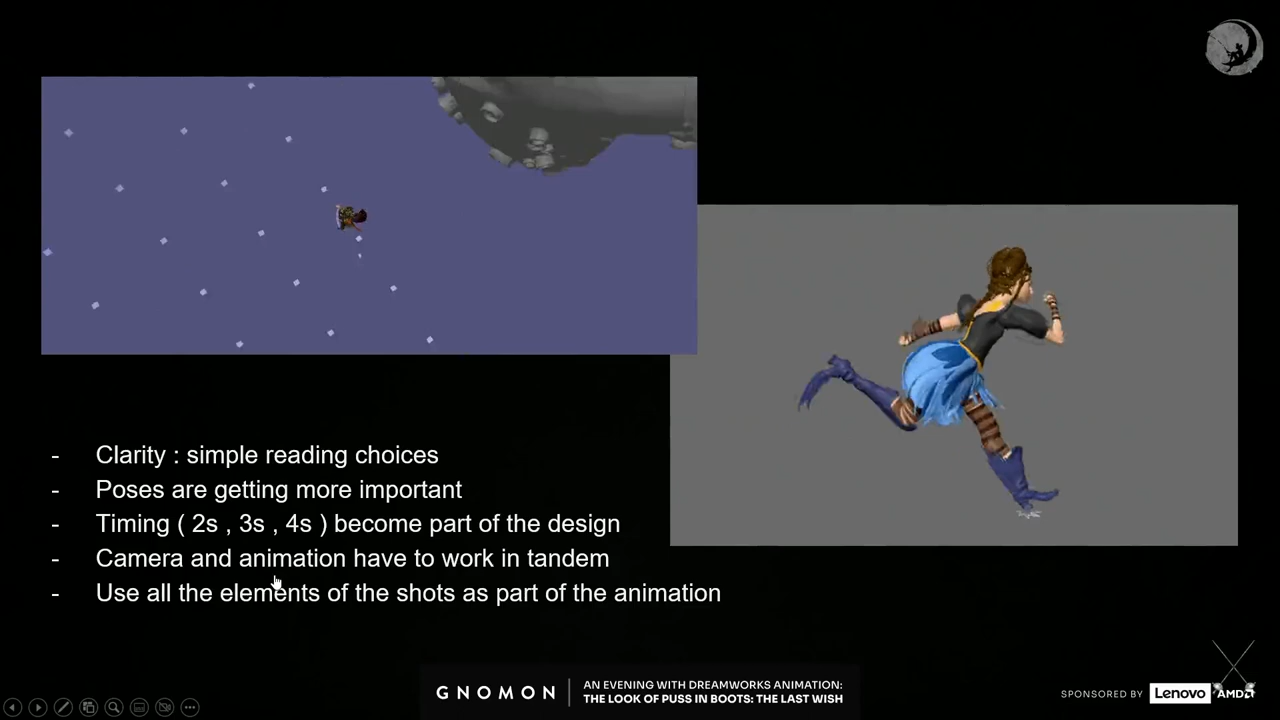 - Clarity : simple reading choices
- Poses are getting more important
- Timing ( 2s , 3s , 4s ) become part of the design
- Camera and animation have to work in tandem
- Use all the elements of the shots as part of the animation
GNOMON
AN EVENING WITH DREAMWORKS ANIMATION:
THE LOOK OF PUSS IN BOOTS: THE LAST WISH
SPONSORED BY Lenovo AMD